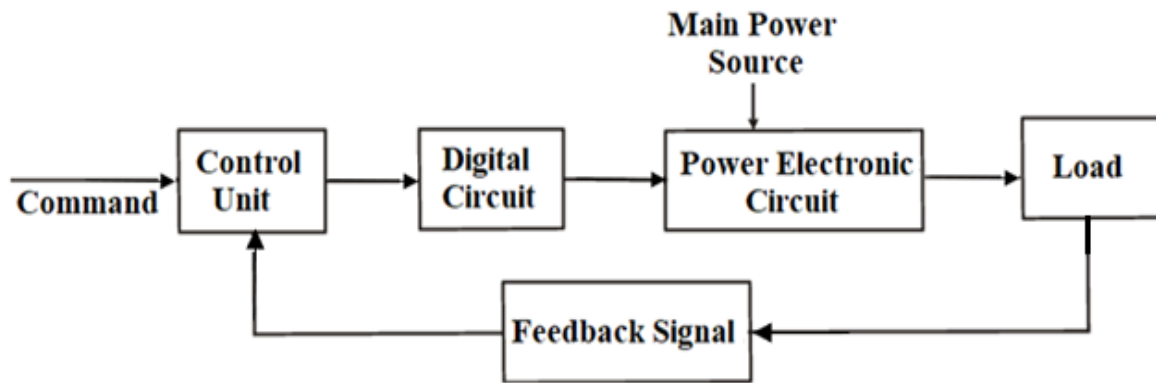 Main Power
Source
Control
Unit
Digital
Circuit
Power Electronic
Circuit
Load
Command
Feedback Signal